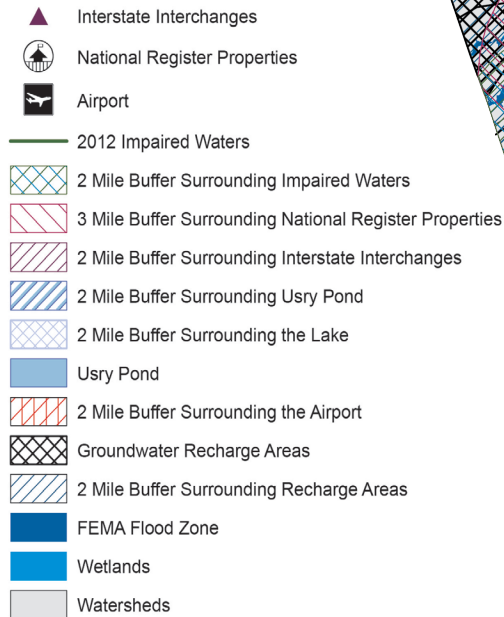 Interstate Interchanges
National Register Properties
Airport
2012 Impaired Waters
2 Mile Buffer Surrounding Impaired Waters
3 Mile Buffer Surrounding National Register Properties
2 Mile Buffer Surrounding Interstate Interchanges
2 Mile Buffer Surrounding Usry Pond
2 Mile Buffer Surrounding the Lake
Usry Pond
2 Mile Buffer Surrounding the Airport
Groundwater Recharge Areas
2 Mile Buffer Surrounding Recharge Areas
FEMA Flood Zone
Wetlands
Watersheds